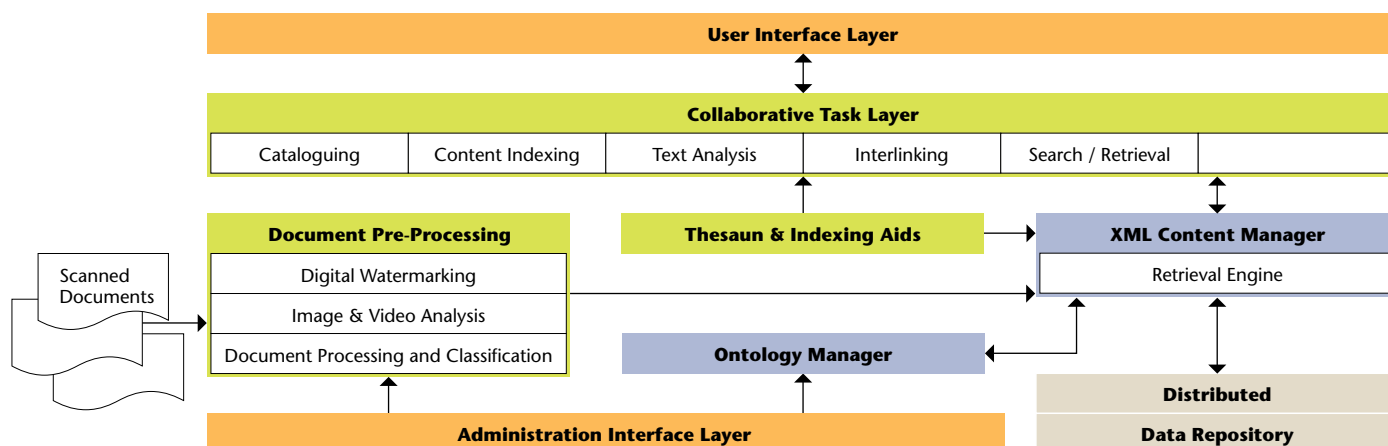 User Interface Layer
Collaborative Task Layer
Cataloguing
Content Indexing
Text Analysis
Interlinking
Search / Retrieval
Document Pre-Processing
Thesaun & Indexing Aids
XML Content Manager
Scanned
Documents
Digital Watermarking
Retrieval Engine
Image & Video Analysis
Document Processing and Classification
Ontology Manager
Distributed
Data Repository
Administration Interface Layer